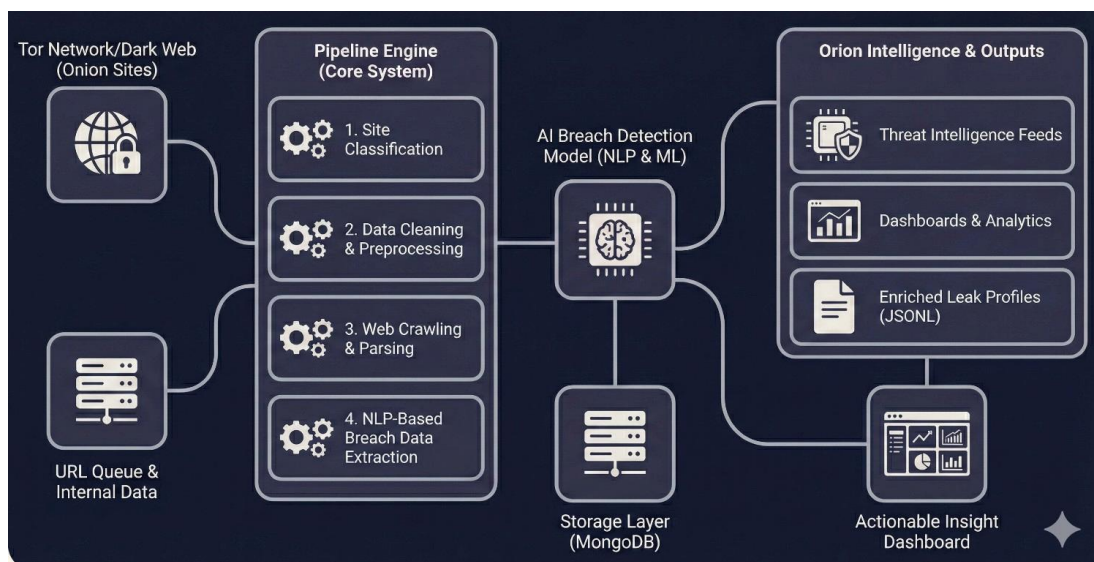 Tor Network/Dark Web
(Onion Sites)
URL Queue &
Internal Data
Pipeline Engine
(Core System)
1. Site
Classification
2. Data Cleaning
& Preprocessing
3. Web Crawling
& Parsing
4. NLP-Based
Breach Data
Extraction
AI Breach Detection
Model (NLP & ML)
Storage Layer
(MongoDB)
Orion Intelligence & Outputs
Threat Intelligence Feeds
Dashboards & Analytics
Enriched Leak Profiles
(JSONL)
Actionable Insight
Dashboard